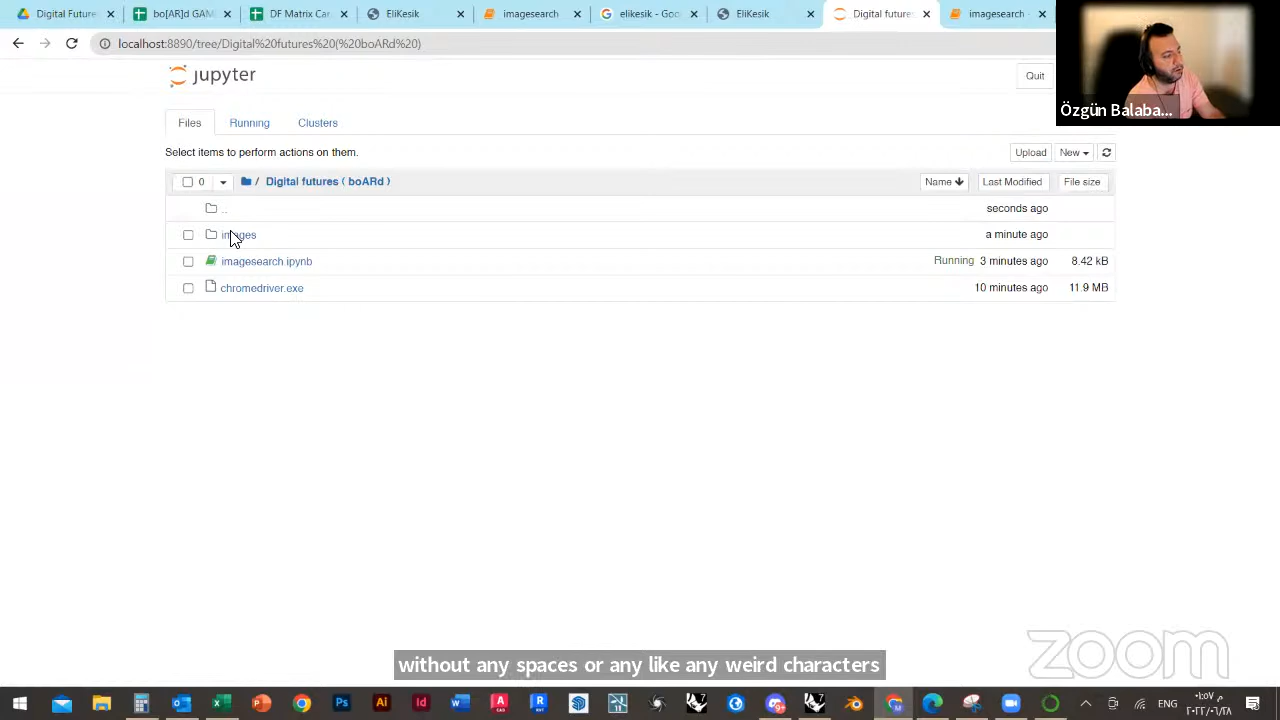 Digital Future
bo[AR]d GAN
DF Matrix Car
EliKesik
imagesearch
elikesik - Goo
EliKesik
Digital future
imagesearch
localhost:8890/tree/Digital%20futures%20(%20boARd%20)
jupyter
Quit
Özgün Balaba...
Files
Running
Clusters
Select items to perform actions on them.
Upload
New
0
/
Digital futures ( boARd )
Name
Last Modified
File size
..
seconds ago
images
a minute ago
imagesearch.ipynb
Running
3 minutes ago
8.42 kB
chromedriver.exe
10 minutes ago
11.9 MB
without any spaces or any like any weird characters
zoom
ENG